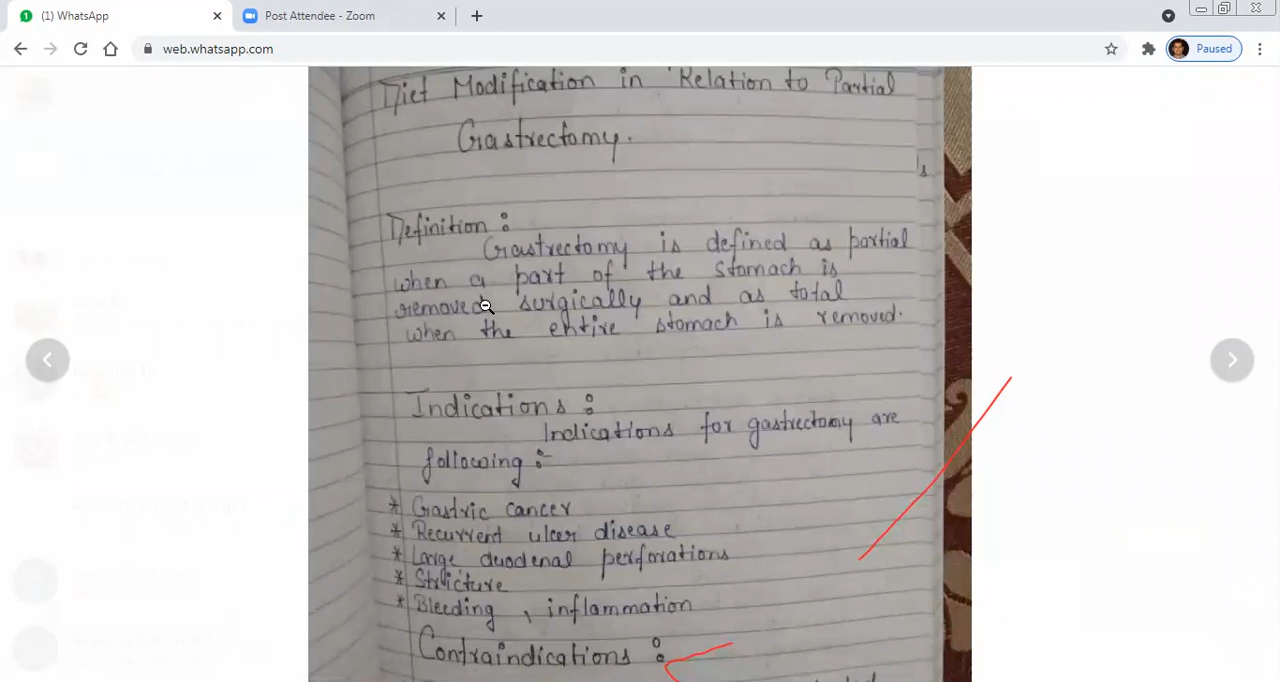 (1) WhatsApp
Post Attendee - Zoom
web.whatsapp.com
Paused
Diet Modification in Relation to Partial
Gastrectomy.
Definition :
Gastrectomy is defined as partial
when a part of the stomach is
removed surgically and as total
when the entire stomach is removed.
Indications :
Indications for gastrectomy are
following :-
* Gastric cancer
* Recurrent ulcer disease
* Large duodenal perforations
* Stricture
* Bleeding , inflammation
Contraindications :